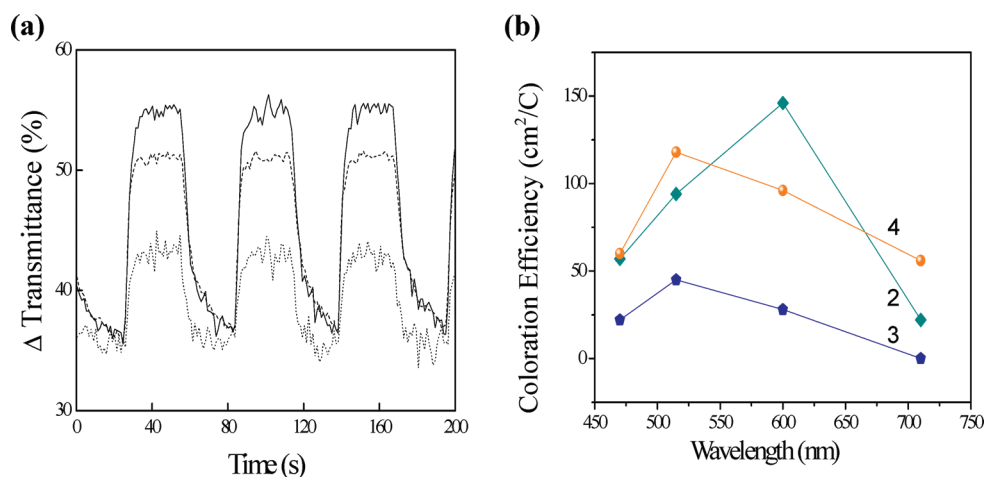 (a)
Δ Transmittance (%)
60
50
40
30
0 40 80 120 160 200
Time (s)
(b)
Coloration Efficiency (cm²/C)
150
100
50
0
4
2
3
450 500 550 600 650 700 750
Wavelength (nm)